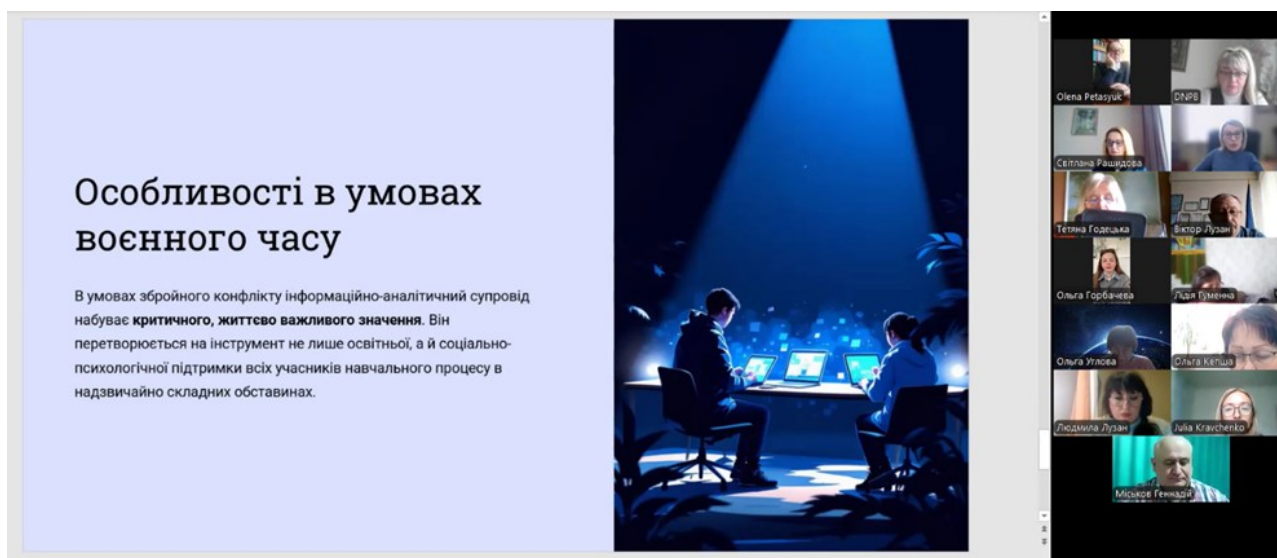 Особливості в умовах
воєнного часу
В умовах збройного конфлікту інформаційно-аналітичний супровід
набуває критичного, життєво важливого значення. Він
перетворюється на інструмент не лише освітньої, а й соціально-
психологічної підтримки всіх учасників навчального процесу в
надзвичайно складних обставинах.
Olena Petasyuk
DNPB
Світлана Рашидова
Тетяна Годецька
Віктор Лузан
Ольга Горбачева
Лідія Гуменна
Ольга Углова
Ольга Кепша
Людмила Лузан
Julia Kravchenko
Міськов Геннадій